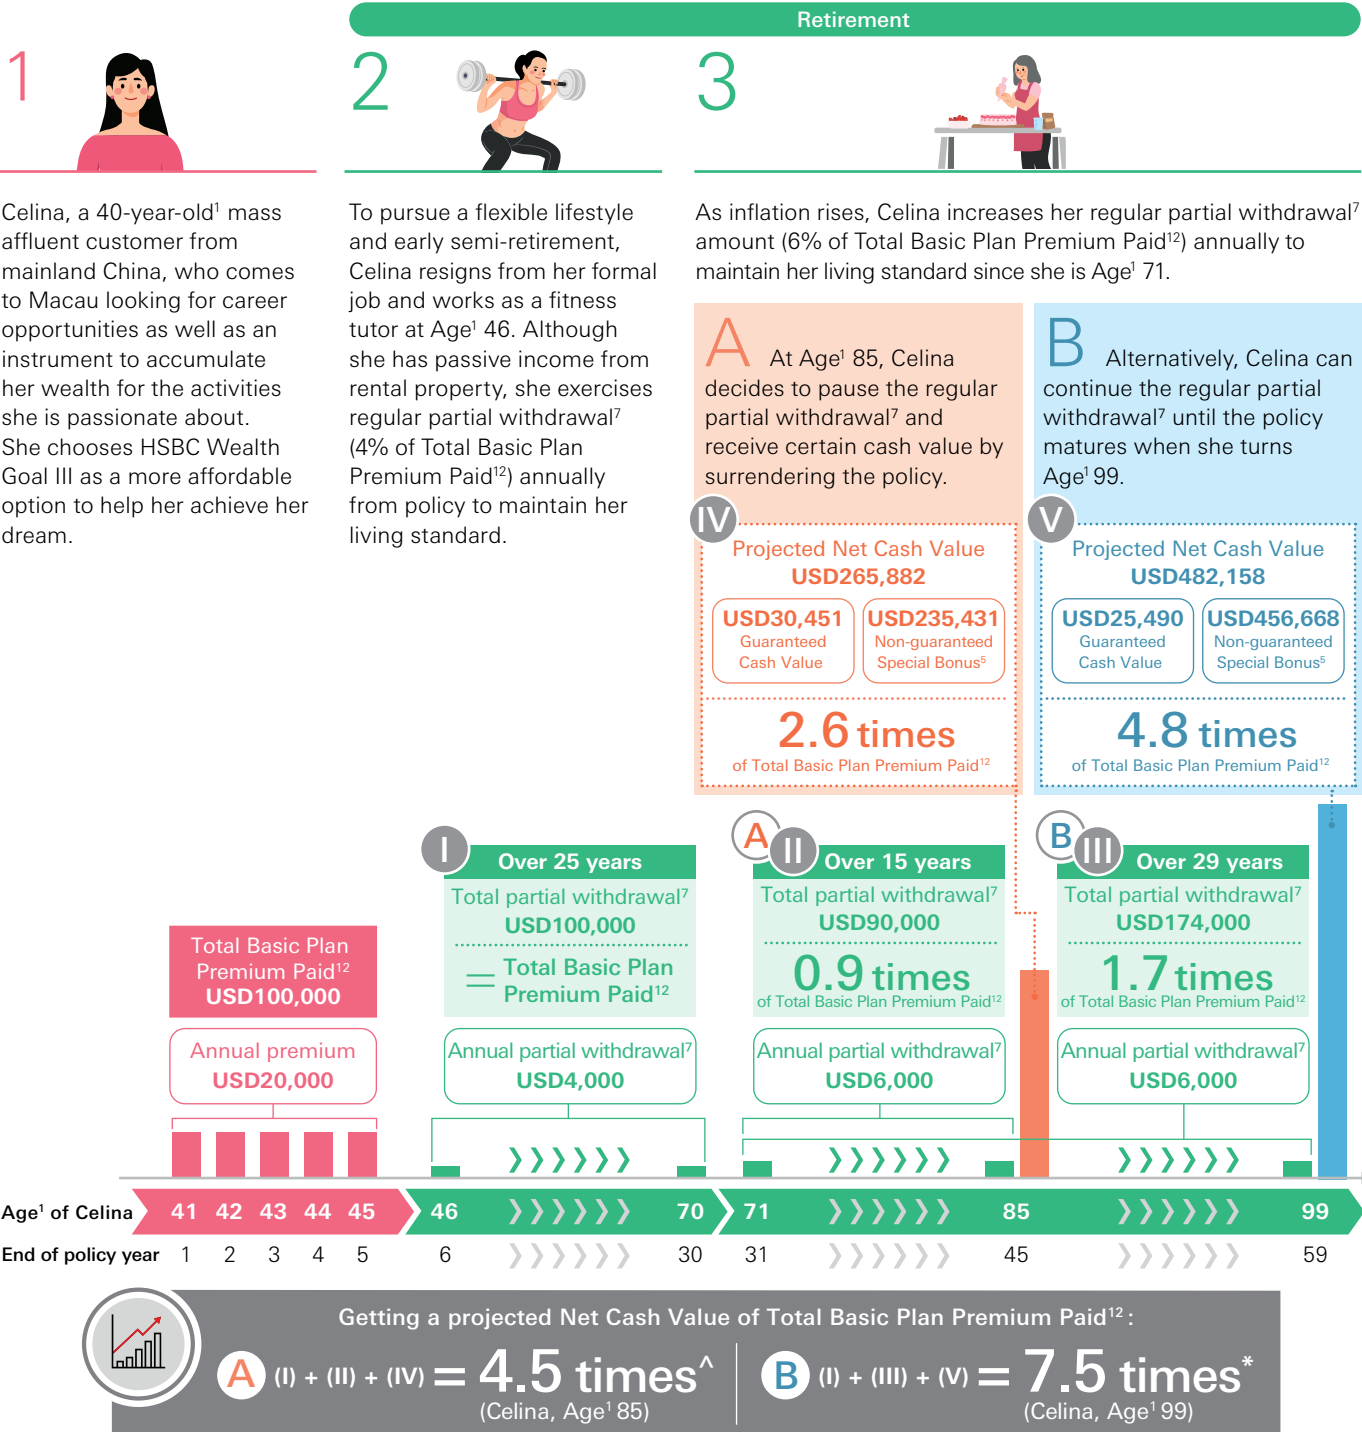 Retirement
1
Celina, a 40-year-old¹ mass
affluent customer from
mainland China, who comes
to Macau looking for career
opportunities as well as an
instrument to accumulate
her wealth for the activities
she is passionate about.
She chooses HSBC Wealth
Goal III as a more affordable
option to help her achieve her
dream.
2
To pursue a flexible lifestyle
and early semi-retirement,
Celina resigns from her formal
job and works as a fitness
tutor at Age¹ 46. Although
she has passive income from
rental property, she exercises
regular partial withdrawal⁷
(4% of Total Basic Plan
Premium Paid¹²) annually
from policy to maintain her
living standard.
3
As inflation rises, Celina increases her regular partial withdrawal⁷
amount (6% of Total Basic Plan Premium Paid¹²) annually to
maintain her living standard since she is Age¹ 71.
A At Age¹ 85, Celina
decides to pause the regular
partial withdrawal⁷ and
receive certain cash value by
surrendering the policy.
IV
Projected Net Cash Value
USD265,882
USD30,451
Guaranteed
Cash Value
USD235,431
Non-guaranteed
Special Bonus⁵
2.6 times
of Total Basic Plan Premium Paid¹²
B Alternatively, Celina can
continue the regular partial
withdrawal⁷ until the policy
matures when she turns
Age¹ 99.
V
Projected Net Cash Value
USD482,158
USD25,490
Guaranteed
Cash Value
USD456,668
Non-guaranteed
Special Bonus⁵
4.8 times
of Total Basic Plan Premium Paid¹²
Total Basic Plan
Premium Paid¹²
USD100,000
Annual premium
USD20,000
I
Over 25 years
Total partial withdrawal⁷
USD100,000
= Total Basic Plan
Premium Paid¹²
Annual partial withdrawal⁷
USD4,000
A II
Over 15 years
Total partial withdrawal⁷
USD90,000
0.9 times
of Total Basic Plan Premium Paid¹²
Annual partial withdrawal⁷
USD6,000
B III
Over 29 years
Total partial withdrawal⁷
USD174,000
1.7 times
of Total Basic Plan Premium Paid¹²
Annual partial withdrawal⁷
USD6,000
Age¹ of Celina 41 42 43 44 45 46 70 71 85 99
End of policy year 1 2 3 4 5 6 30 31 45 59
Getting a projected Net Cash Value of Total Basic Plan Premium Paid¹²:
A (I) + (II) + (IV) = 4.5 times^
(Celina, Age¹ 85)
B (I) + (III) + (V) = 7.5 times*
(Celina, Age¹ 99)